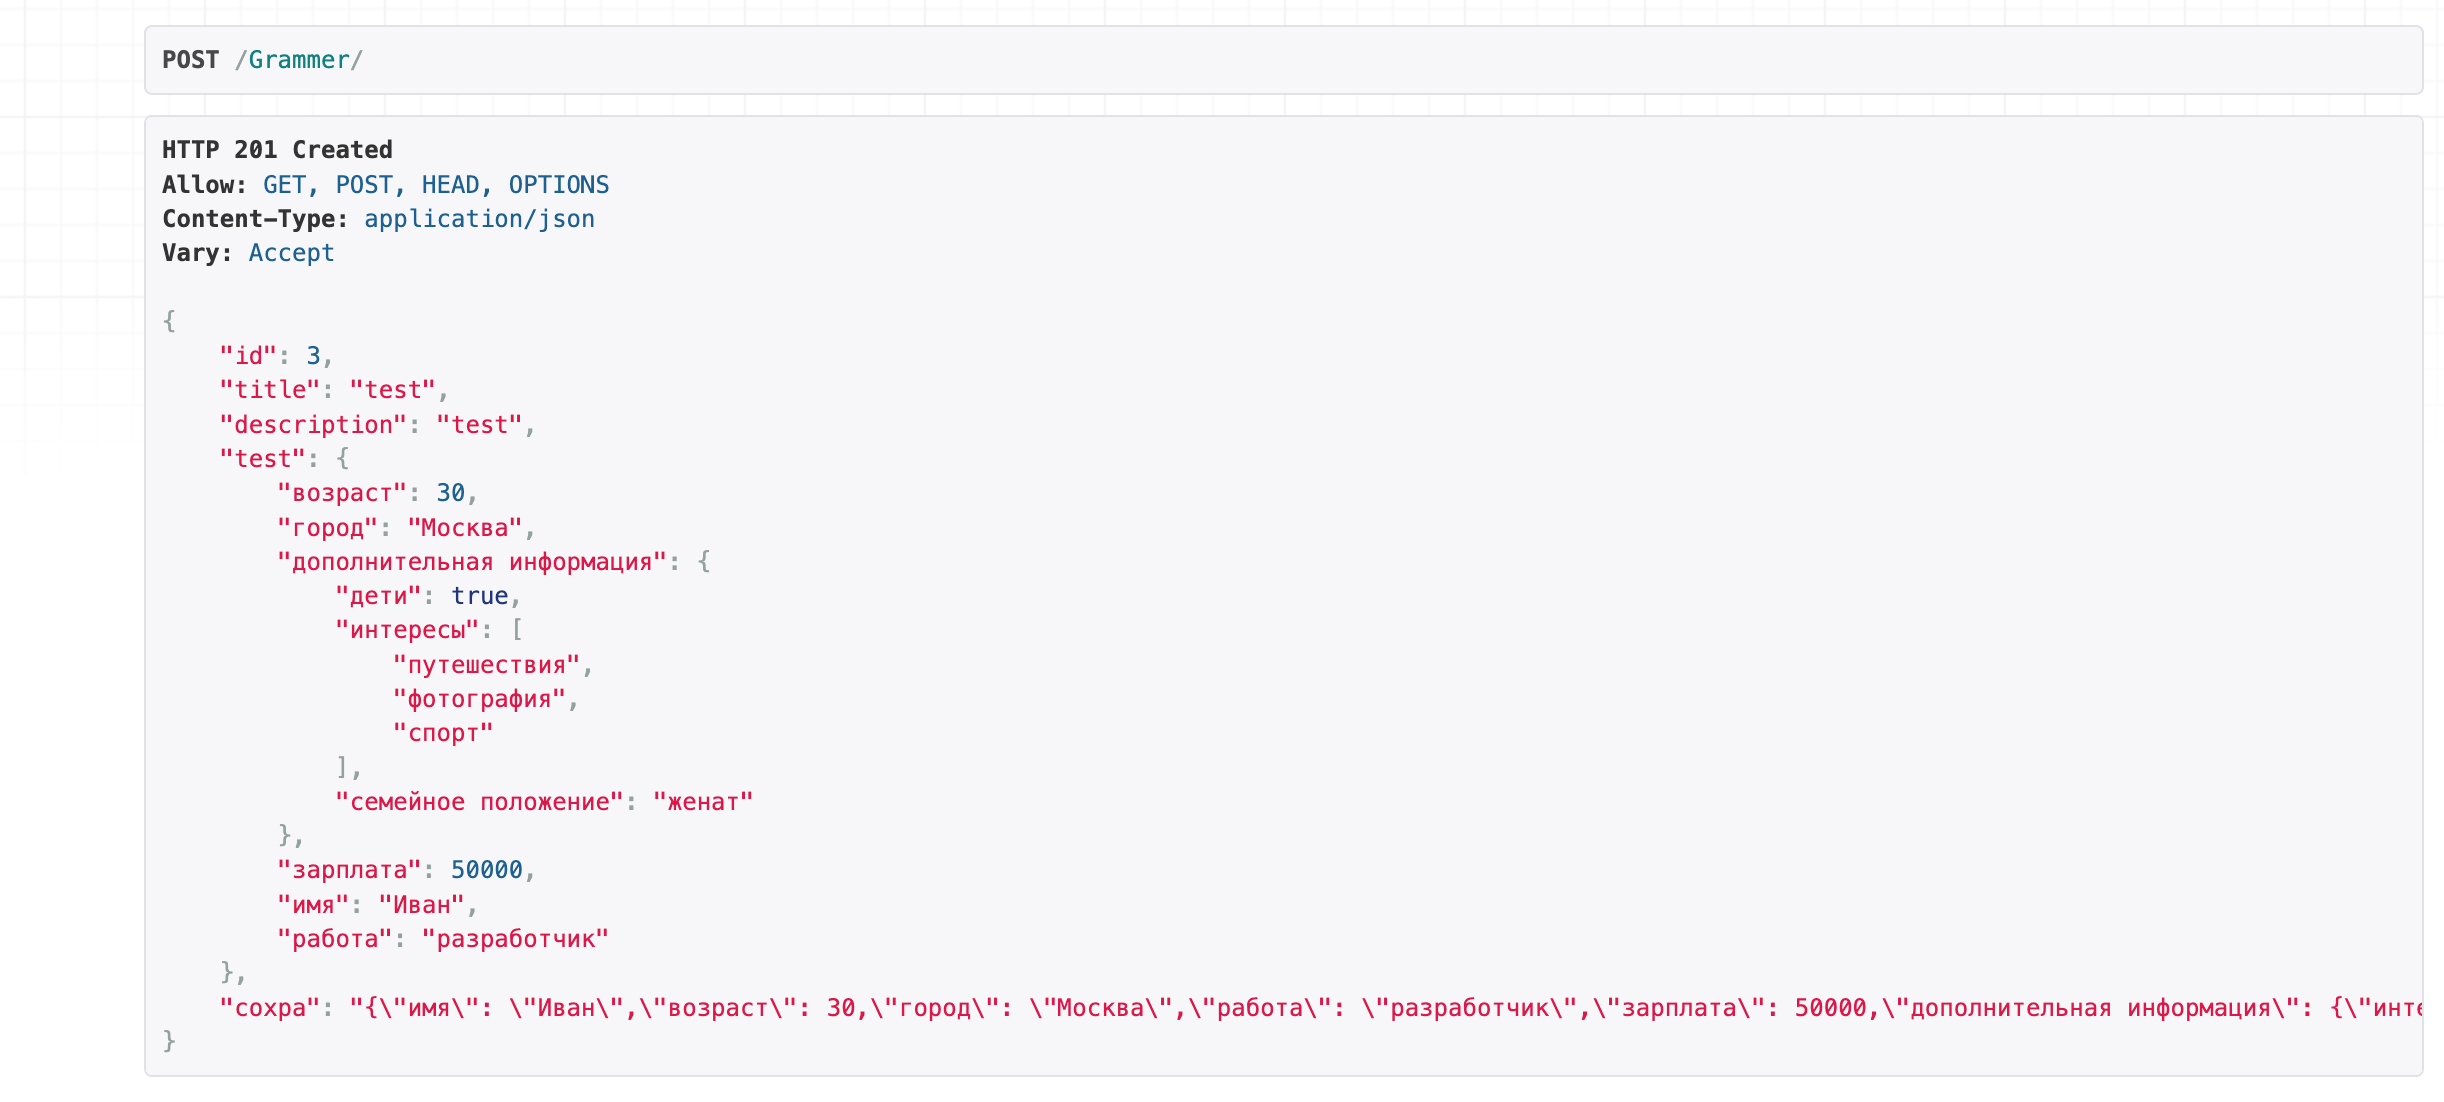 POST /Grammer/
HTTP 201 Created
Allow: GET, POST, HEAD, OPTIONS
Content-Type: application/json
Vary: Accept
{
"id": 3,
"title": "test",
"description": "test",
"test": {
"возраст": 30,
"город": "Москва",
"дополнительная информация": {
"дети": true,
"интересы": [
"путешествия",
"фотография",
"спорт"
],
"семейное положение": "женат"
},
"зарплата": 50000,
"имя": "Иван",
"работа": "разработчик"
},
"сохра": "{\"имя\": \"Иван\",\"возраст\": 30,\"город\": \"Москва\",\"работа\": \"разработчик\",\"зарплата\": 50000,\"дополнительная информация\": {\"
}